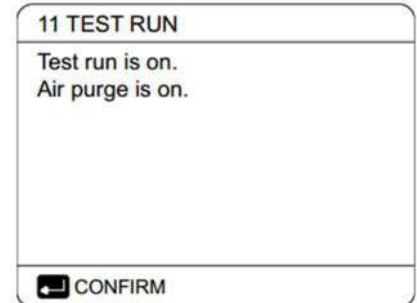 11 TEST RUN
Test run is on.
Air purge is on.
CONFIRM